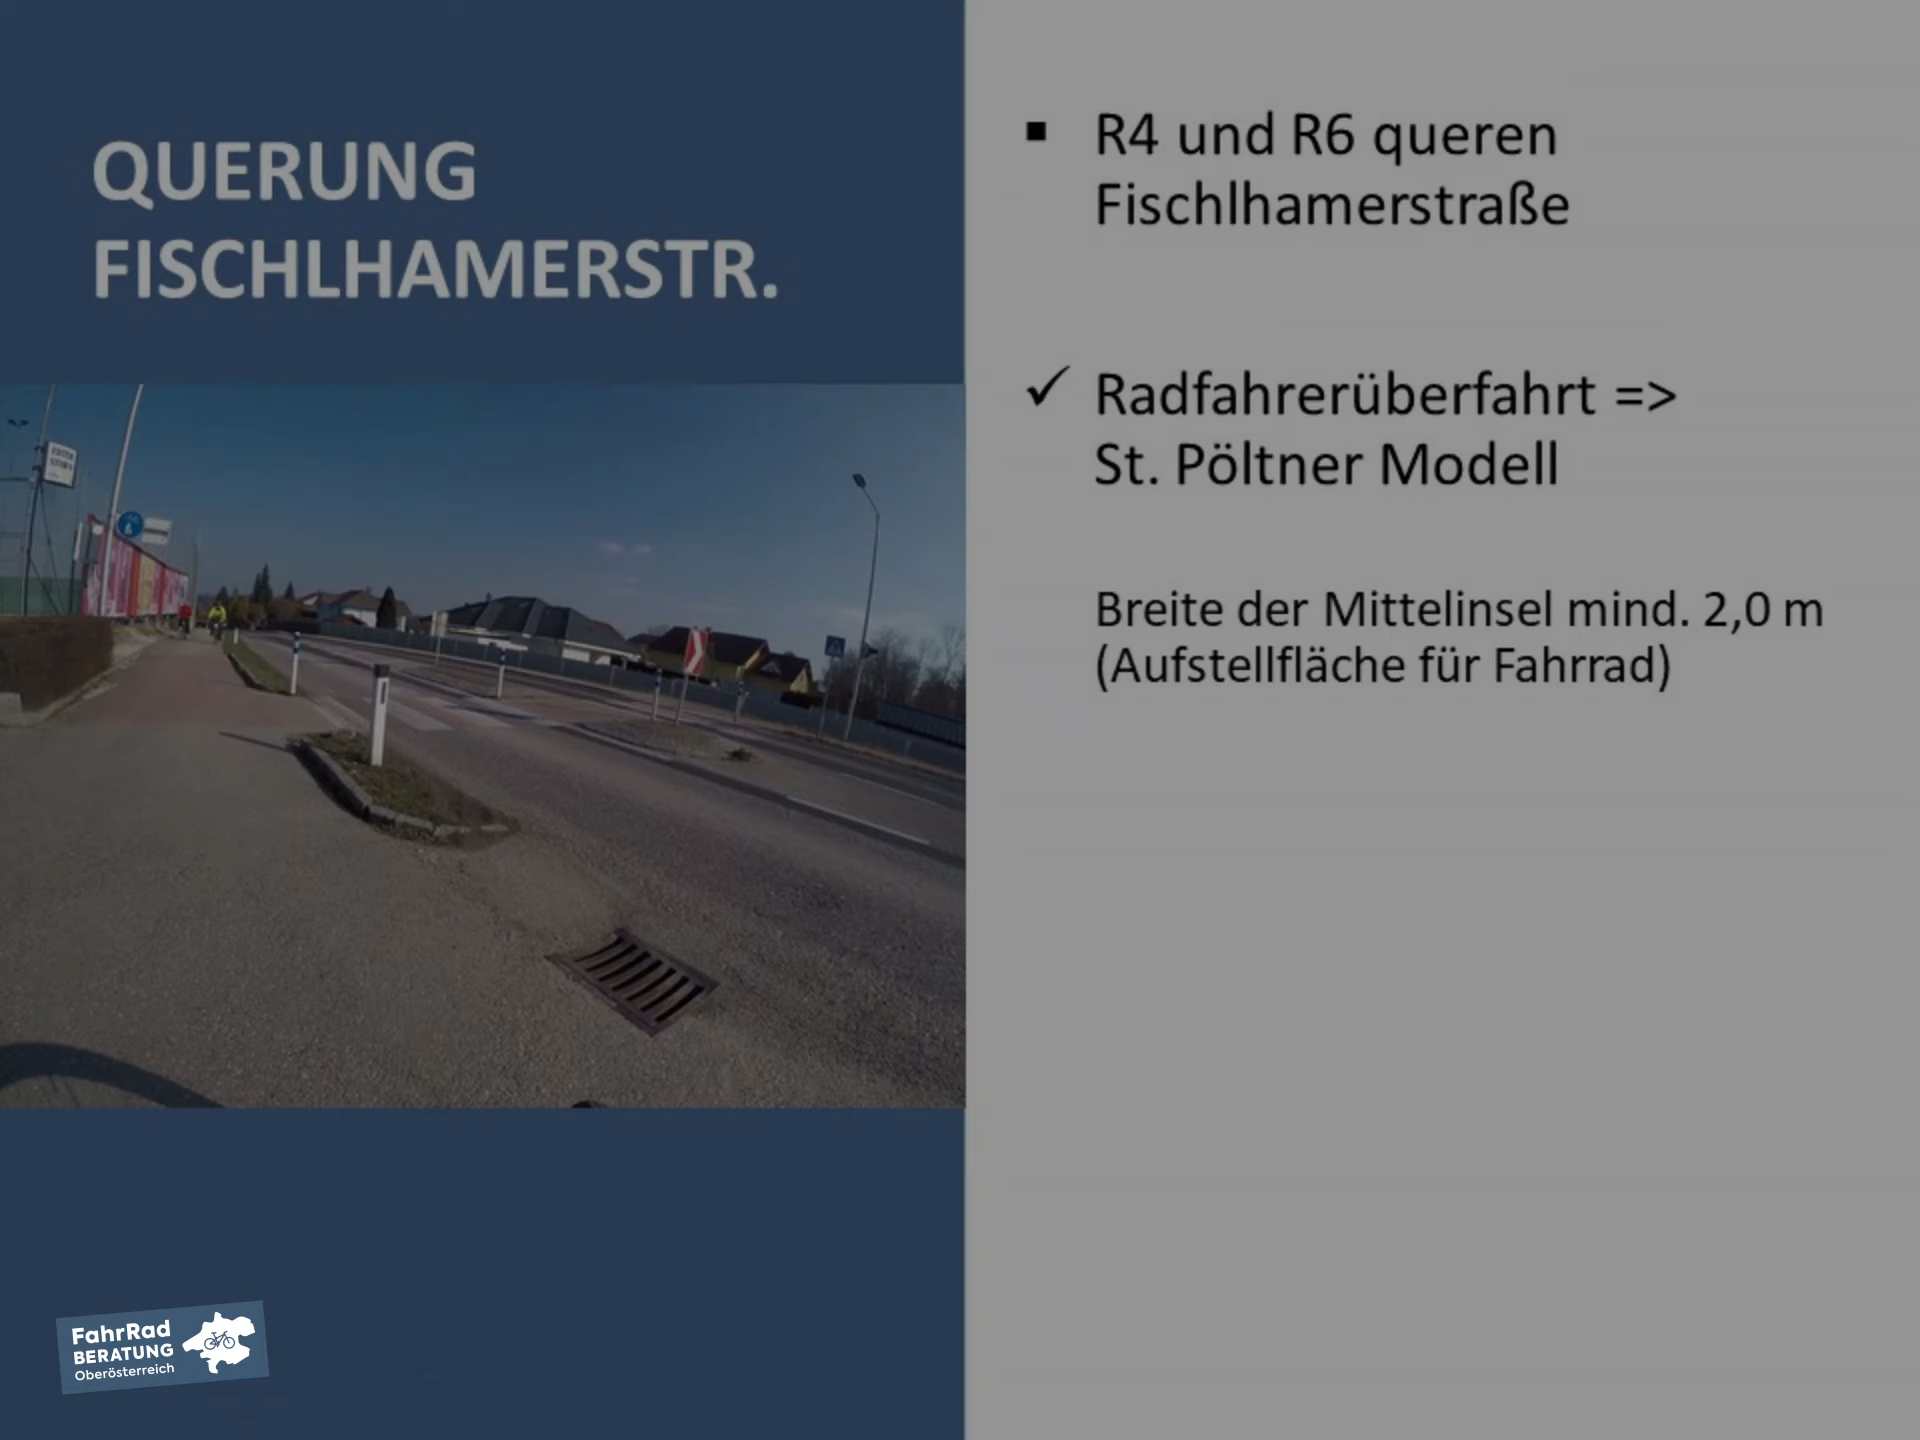 QUERUNG
FISCHLHAMERSTR.
▪ R4 und R6 queren
Fischlhamerstraße
✓ Radfahrerüberfahrt =>
St. Pöltner Modell
Breite der Mittelinsel mind. 2,0 m
(Aufstellfläche für Fahrrad)
FahrRad
BERATUNG
Oberösterreich